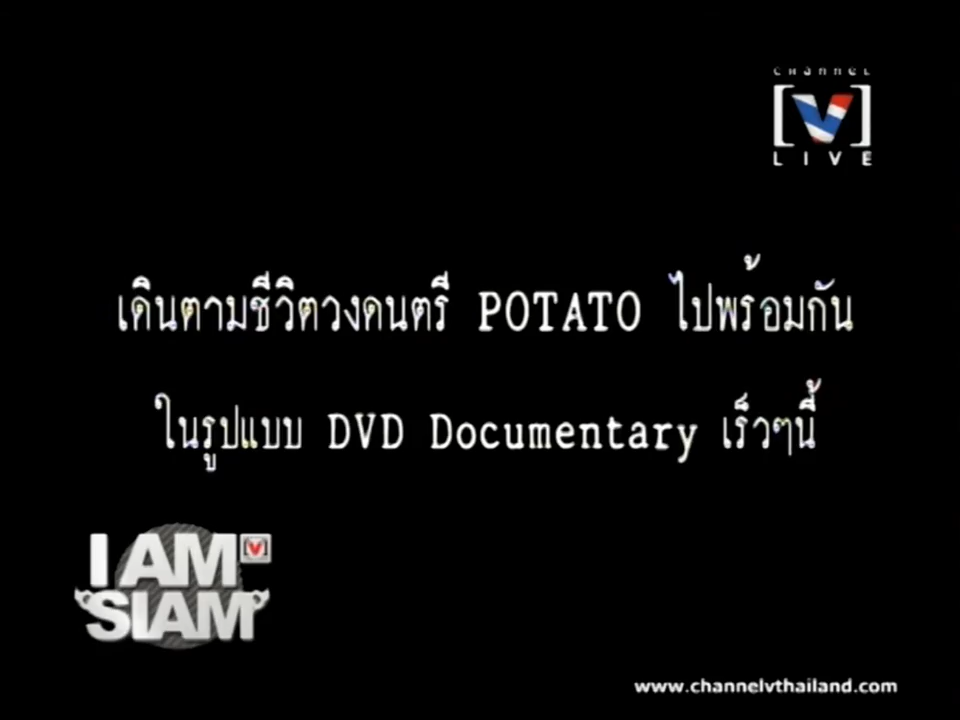 CHANNEL
[V]
LIVE
เดินตามชีวิตวงดนตรี POTATO ไปพร้อมกัน
ในรูปแบบ DVD Documentary เร็วๆนี้
I AM [V]
SIAM
www.channelvthailand.com